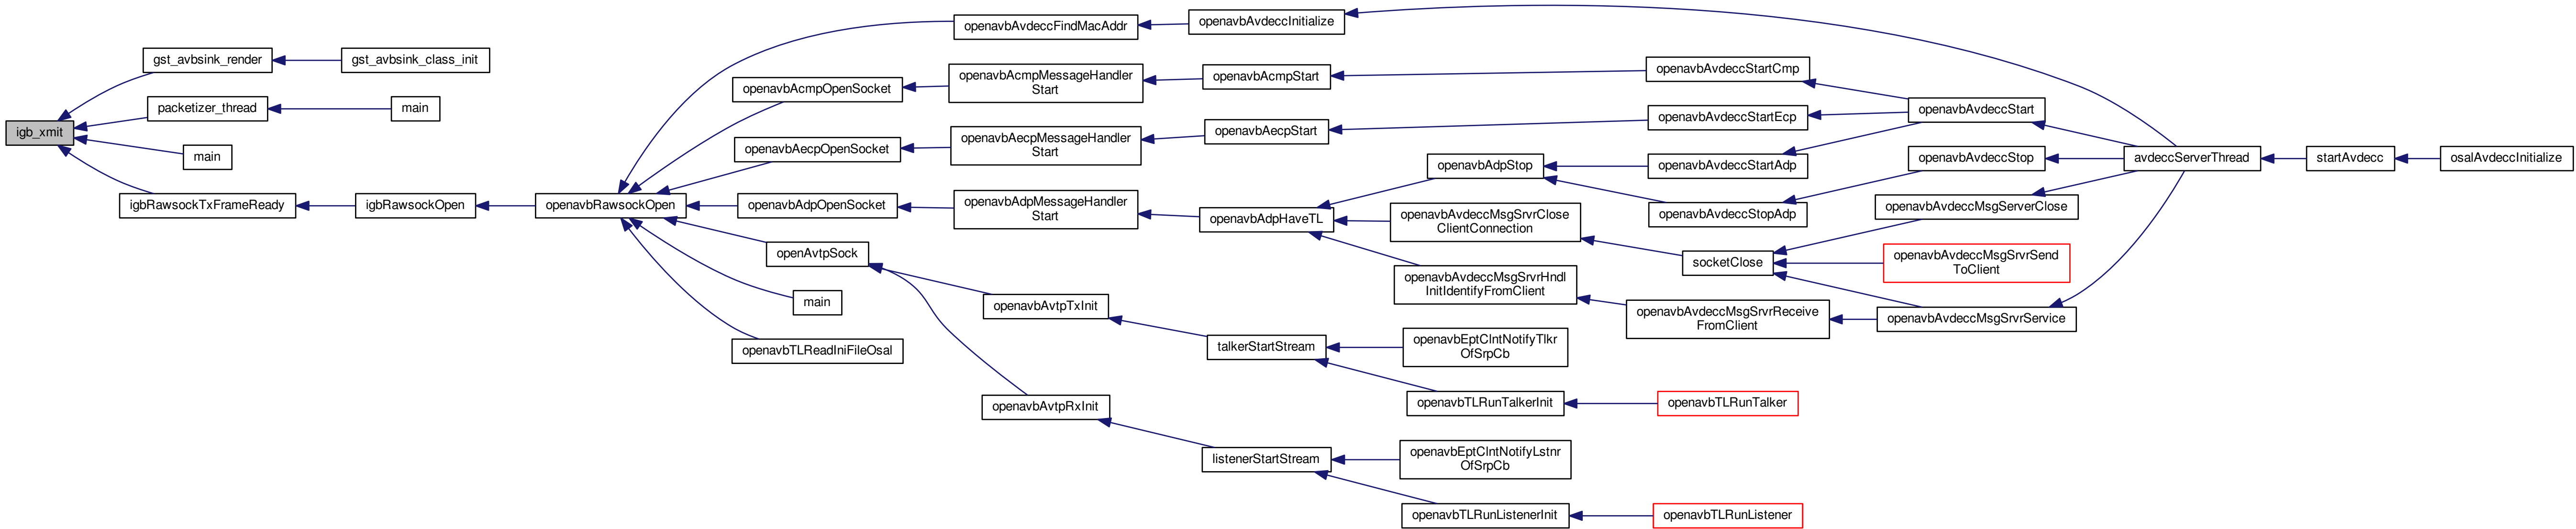 igb_xmit
gst_avbsink_render
gst_avbsink_class_init
packetizer_thread
main
main
igbRawsockTxFrameReady
igbRawsockOpen
openavbRawsockOpen
openavbAvdeccFindMacAddr
openavbAvdeccInitialize
openavbAcmpOpenSocket
openavbAcmpMessageHandler
Start
openavbAcmpStart
openavbAvdeccStartCmp
openavbAecpOpenSocket
openavbAecpMessageHandler
Start
openavbAecpStart
openavbAvdeccStartEcp
openavbAvdeccStart
openavbAdpOpenSocket
openavbAdpMessageHandler
Start
openavbAdpHaveTL
openavbAdpStop
openavbAvdeccStartAdp
openavbAvdeccStopAdp
openavbAvdeccStop
avdeccServerThread
startAvdecc
osalAvdeccInitialize
openavbAvdeccMsgSrvrClose
ClientConnection
socketClose
openavbAvdeccMsgServerClose
openavbAvdeccMsgSrvrSend
ToClient
openavbAvdeccMsgSrvrHndl
InitIdentifyFromClient
openavbAvdeccMsgSrvrReceive
FromClient
openavbAvdeccMsgSrvrService
openAvtpSock
main
openavbTLReadIniFileOsal
openavbAvtpTxInit
talkerStartStream
openavbEptClntNotifyTlkr
OfSrpCb
openavbTLRunTalkerInit
openavbTLRunTalker
openavbAvtpRxInit
listenerStartStream
openavbEptClntNotifyLstnr
OfSrpCb
openavbTLRunListenerInit
openavbTLRunListener